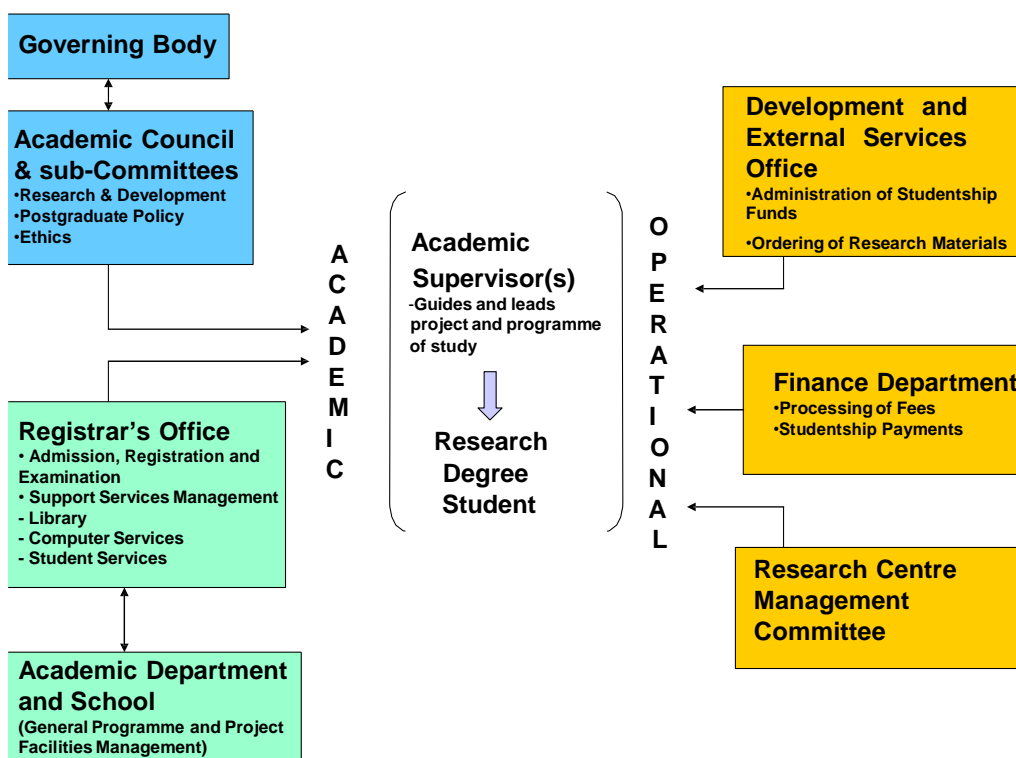 Governing Body
Academic Council
& sub-Committees
•Research & Development
•Postgraduate Policy
•Ethics
Registrar’s Office
• Admission, Registration and
Examination
• Support Services Management
- Library
- Computer Services
- Student Services
Academic Department
and School
(General Programme and Project
Facilities Management)
ACADEMIC
Academic
Supervisor(s)
-Guides and leads
project and programme
of study
Research
Degree
Student
OPERATIONAL
Development and
External Services
Office
•Administration of Studentship
Funds
•Ordering of Research Materials
Finance Department
•Processing of Fees
•Studentship Payments
Research Centre
Management
Committee